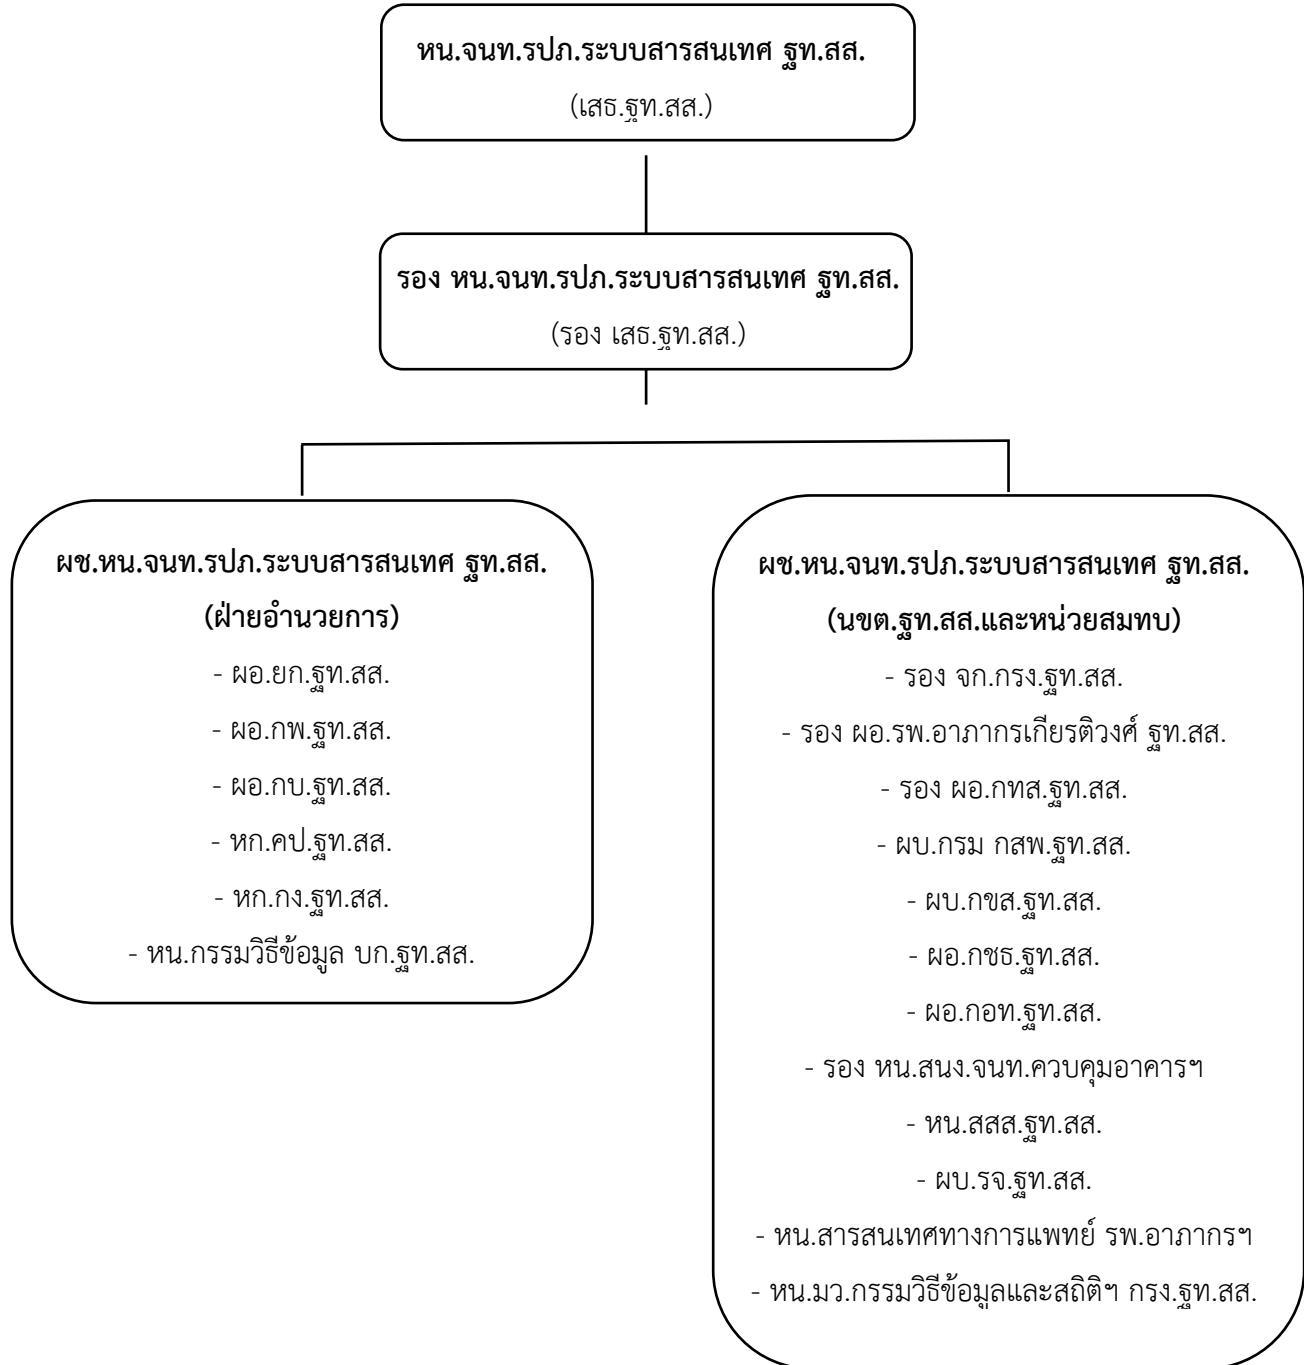 หน.จนท.รปภ.ระบบสารสนเทศ ฐท.สส.
(เสธ.ฐท.สส.)
รอง หน.จนท.รปภ.ระบบสารสนเทศ ฐท.สส.
(รอง เสธ.ฐท.สส.)
ผช.หน.จนท.รปภ.ระบบสารสนเทศ ฐท.สส.
(ฝ่ายอำนวยการ)
- ผอ.ยก.ฐท.สส.
- ผอ.กพ.ฐท.สส.
- ผอ.กบ.ฐท.สส.
- หก.คป.ฐท.สส.
- หก.กง.ฐท.สส.
- หน.กรรมวิธีข้อมูล บก.ฐท.สส.
ผช.หน.จนท.รปภ.ระบบสารสนเทศ ฐท.สส.
(นขต.ฐท.สส.และหน่วยสมทบ)
- รอง จก.กรง.ฐท.สส.
- รอง ผอ.รพ.อาภากรเกียรติวงศ์ ฐท.สส.
- รอง ผอ.กทส.ฐท.สส.
- ผบ.กรม กสพ.ฐท.สส.
- ผบ.กขส.ฐท.สส.
- ผอ.กชธ.ฐท.สส.
- ผอ.กอท.ฐท.สส.
- รอง หน.สนง.จนท.ควบคุมอาคารฯ
- หน.สสส.ฐท.สส.
- ผบ.รจ.ฐท.สส.
- หน.สารสนเทศทางการแพทย์ รพ.อาภากรฯ
- หน.มว.กรรมวิธีข้อมูลและสถิติฯ กรง.ฐท.สส.